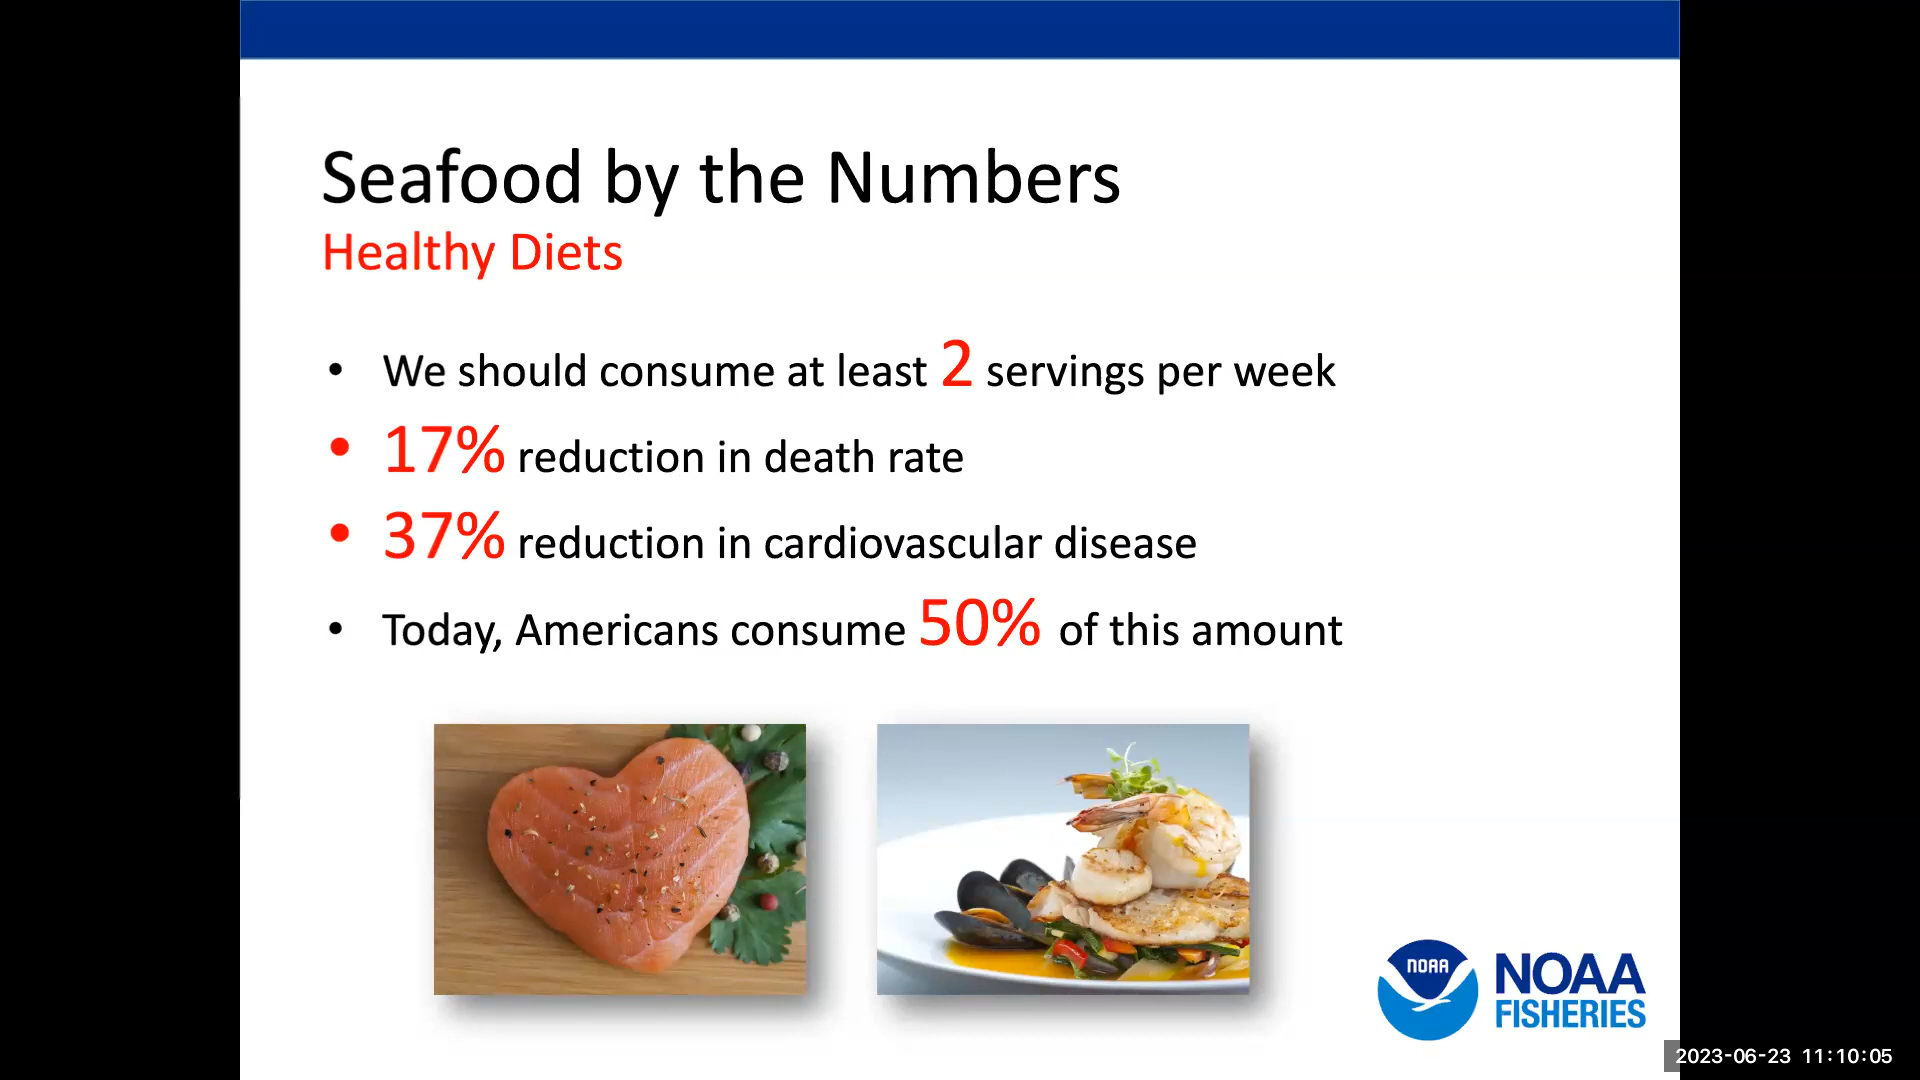 Seafood by the Numbers
Healthy Diets
• We should consume at least 2 servings per week
• 17% reduction in death rate
• 37% reduction in cardiovascular disease
• Today, Americans consume 50% of this amount
NOAA
NOAA
FISHERIES
2023-06-23 11:10:05